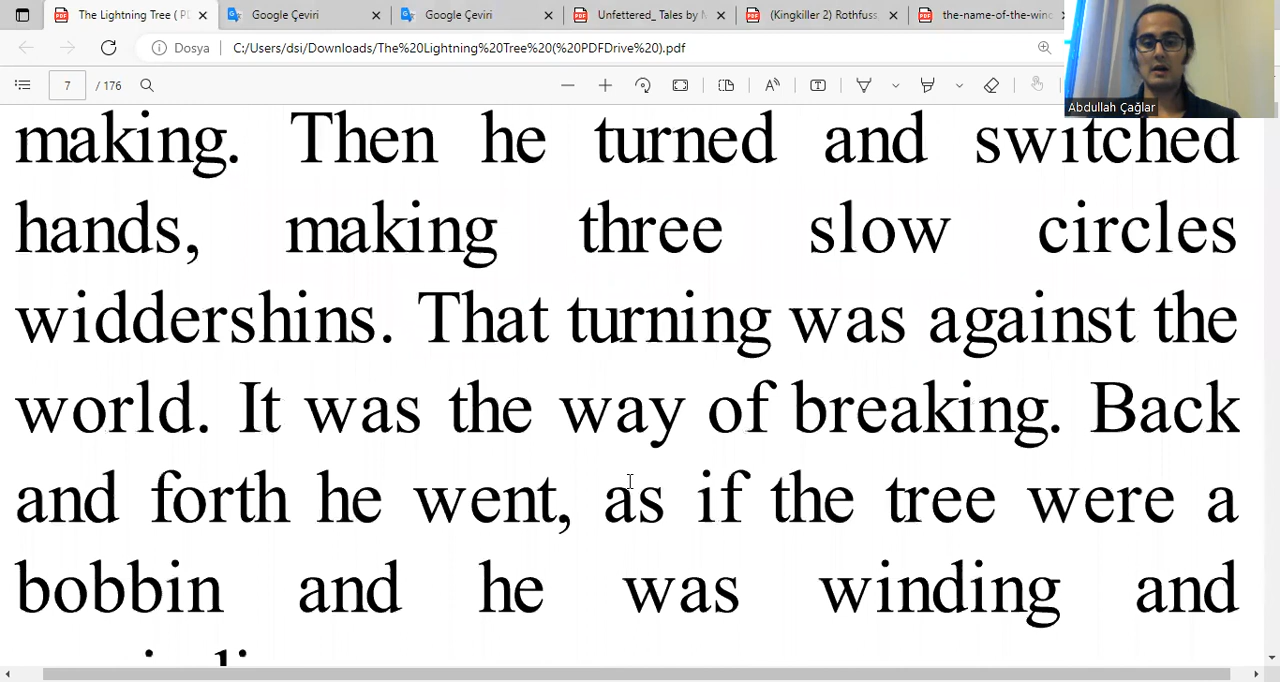 The Lightning Tree ( P
Google Çeviri
Google Çeviri
Unfettered_ Tales by M
(Kingkiller 2) Rothfuss
the-name-of-the-win
Dosya C:/Users/dsi/Downloads/The%20Lightning%20Tree%20(%20PDFDrive%20).pdf
7 / 176
Abdullah Çağlar
making. Then he turned and switched
hands, making three slow circles
widdershins. That turning was against the
world. It was the way of breaking. Back
and forth he went, as if the tree were a
bobbin and he was winding and